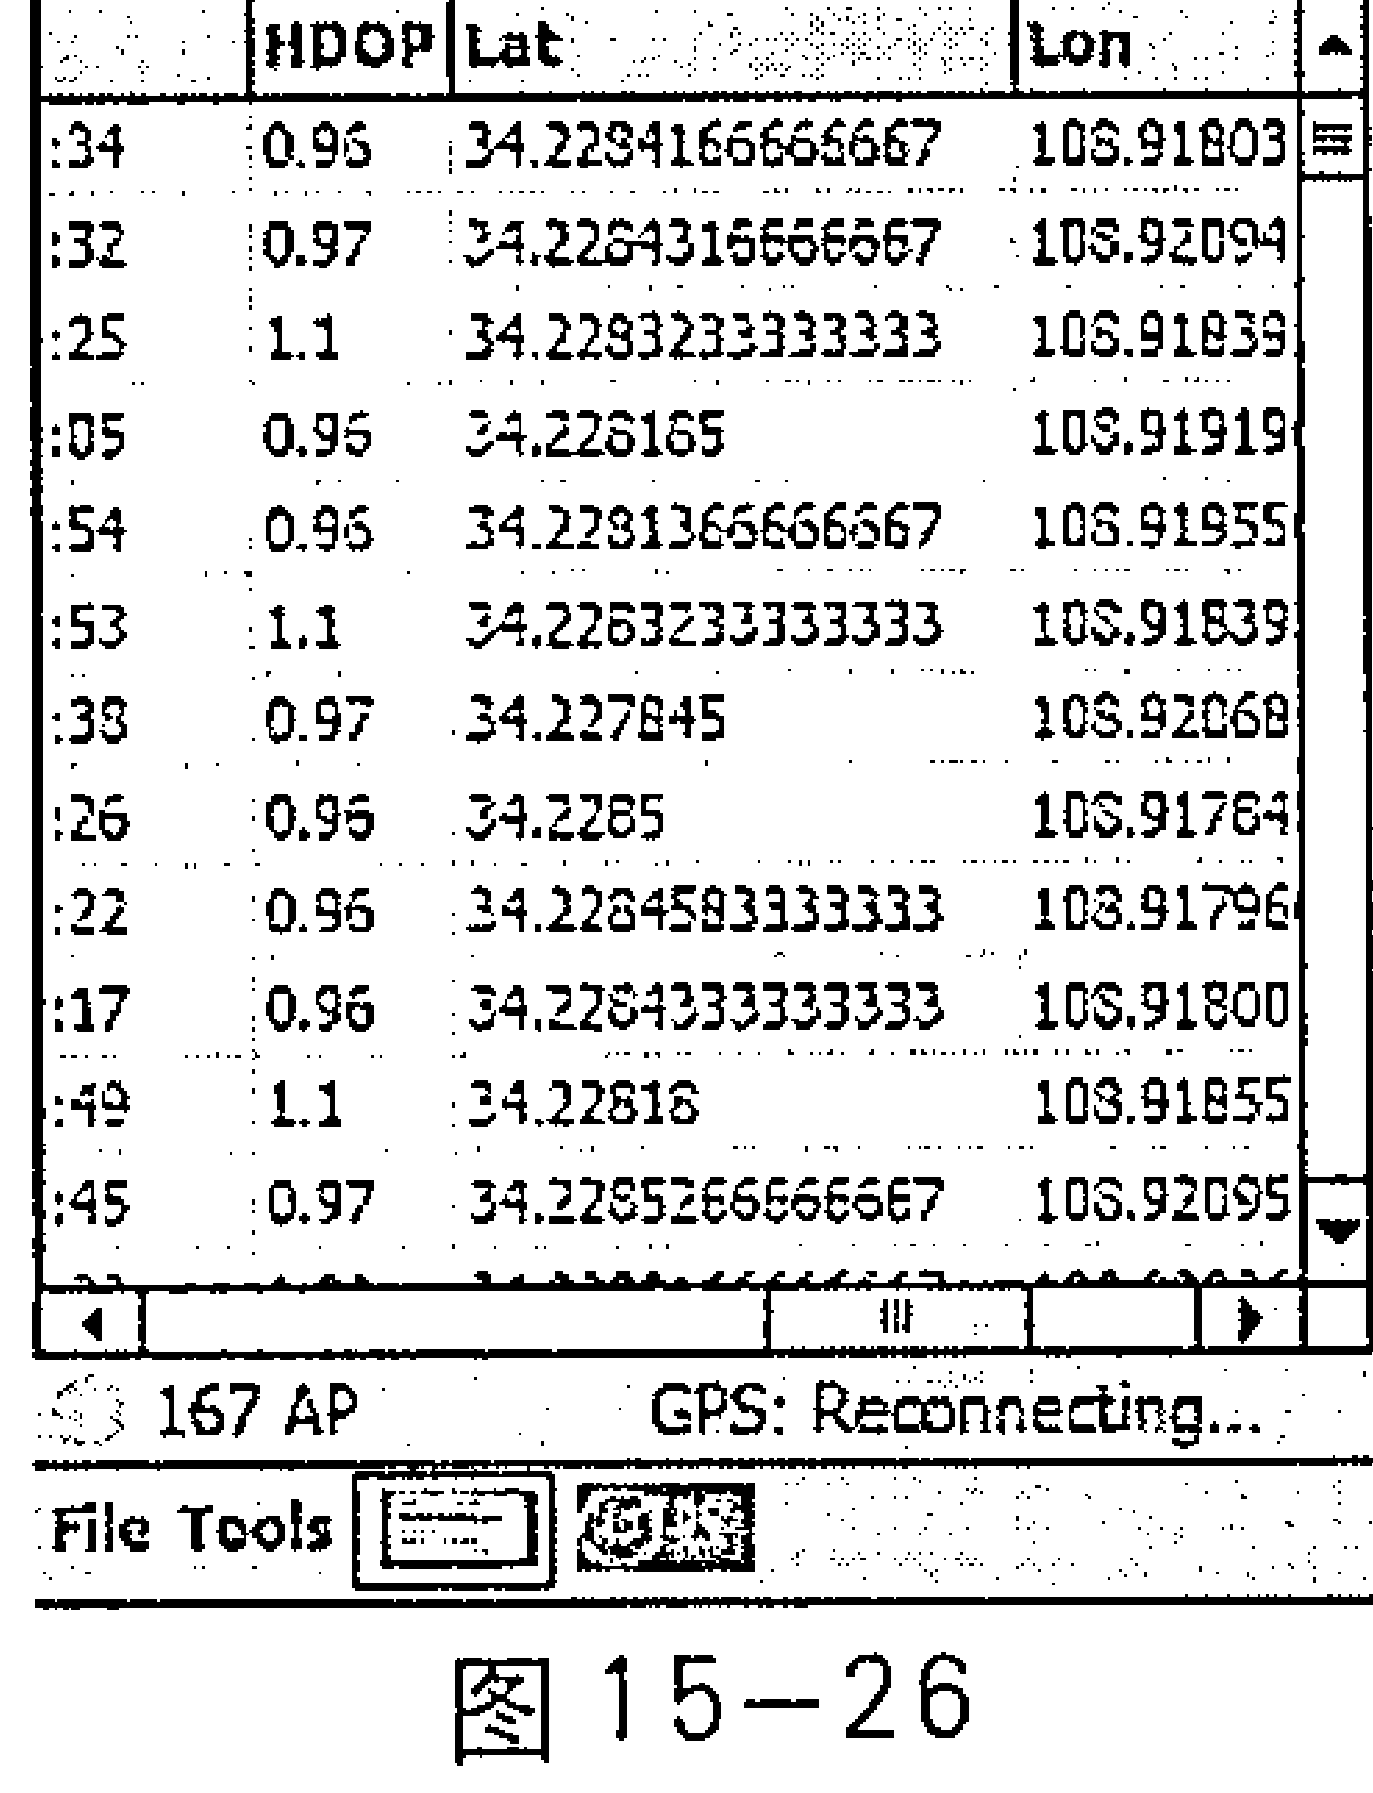 HDOP Lat Lon
:34 0.96 34.2284166666667 108.91803
:32 0.97 34.2284316666667 108.92094
:25 1.1 34.2283233333333 108.91839
:05 0.96 34.228165 108.91919
:54 0.96 34.2281366666667 108.91955
:53 1.1 34.2283233333333 108.91839
:38 0.97 34.227845 108.92068
:26 0.96 34.2285 108.91784
:22 0.96 34.2284583333333 108.91796
:17 0.96 34.2284333333333 108.91800
:49 1.1 34.22818 108.91855
:45 0.97 34.2285266666667 108.92095
167 AP GPS: Reconnecting...
File Tools
图 15-26